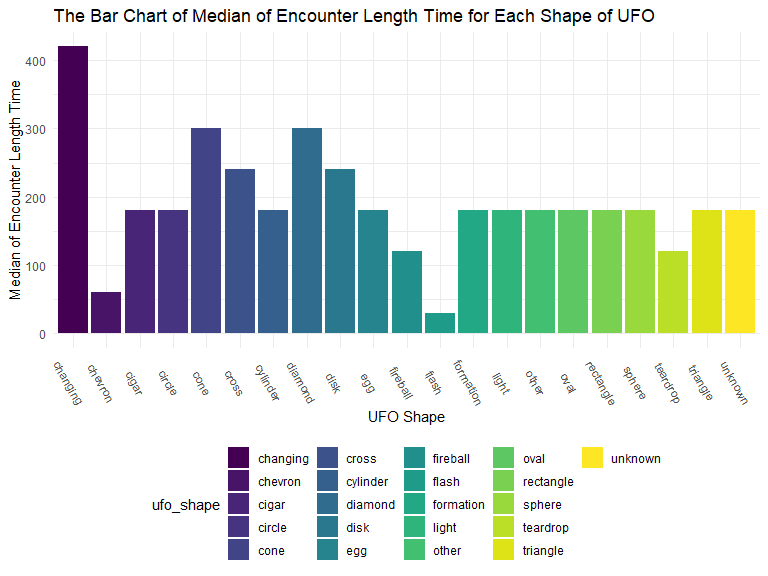 The Bar Chart of Median of Encounter Length Time for Each Shape of UFO
Median of Encounter Length Time
400
300
200
100
0
changing
chevron
cigar
circle
cone
cross
cylinder
diamond
disk
egg
fireball
flash
formation
light
other
oval
rectangle
sphere
teardrop
triangle
unknown
UFO Shape
ufo_shape
changing
chevron
cigar
circle
cone
cross
cylinder
diamond
disk
egg
fireball
flash
formation
light
other
oval
rectangle
sphere
teardrop
triangle
unknown